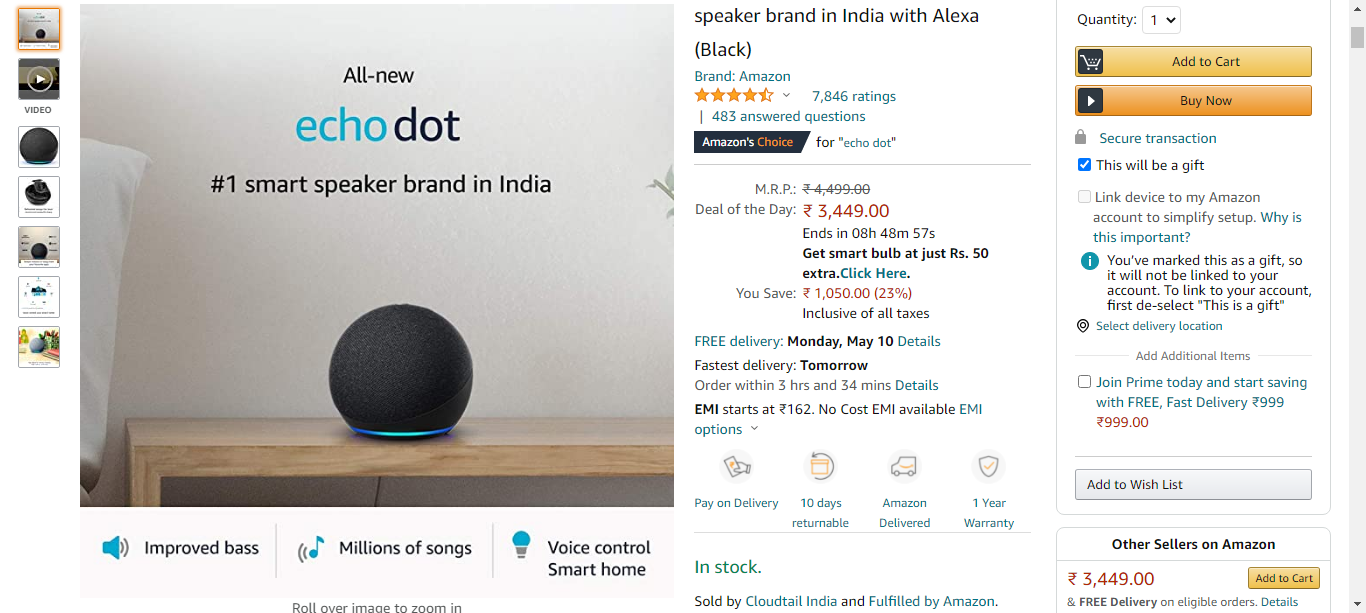 VIDEO
All-new
echo dot
#1 smart speaker brand in India
Improved bass
Millions of songs
Voice control
Smart home
Roll over image to zoom in
speaker brand in India with Alexa
(Black)
Brand: Amazon
7,846 ratings
| 483 answered questions
Amazon's Choice for "echo dot"
M.R.P.: ₹ 4,499.00
Deal of the Day: ₹ 3,449.00
Ends in 08h 48m 57s
Get smart bulb at just Rs. 50
extra.Click Here.
You Save: ₹ 1,050.00 (23%)
Inclusive of all taxes
FREE delivery: Monday, May 10 Details
Fastest delivery: Tomorrow
Order within 3 hrs and 34 mins Details
EMI starts at ₹162. No Cost EMI available EMI
options
Pay on Delivery
10 days
returnable
Amazon
Delivered
1 Year
Warranty
In stock.
Sold by Cloudtail India and Fulfilled by Amazon.
Quantity: 1
Add to Cart
Buy Now
Secure transaction
This will be a gift
Link device to my Amazon
account to simplify setup. Why is
this important?
You've marked this as a gift, so
it will not be linked to your
account. To link to your account,
first de-select "This is a gift"
Select delivery location
Add Additional Items
Join Prime today and start saving
with FREE, Fast Delivery ₹999
₹999.00
Add to Wish List
Other Sellers on Amazon
₹ 3,449.00
Add to Cart
& FREE Delivery on eligible orders. Details